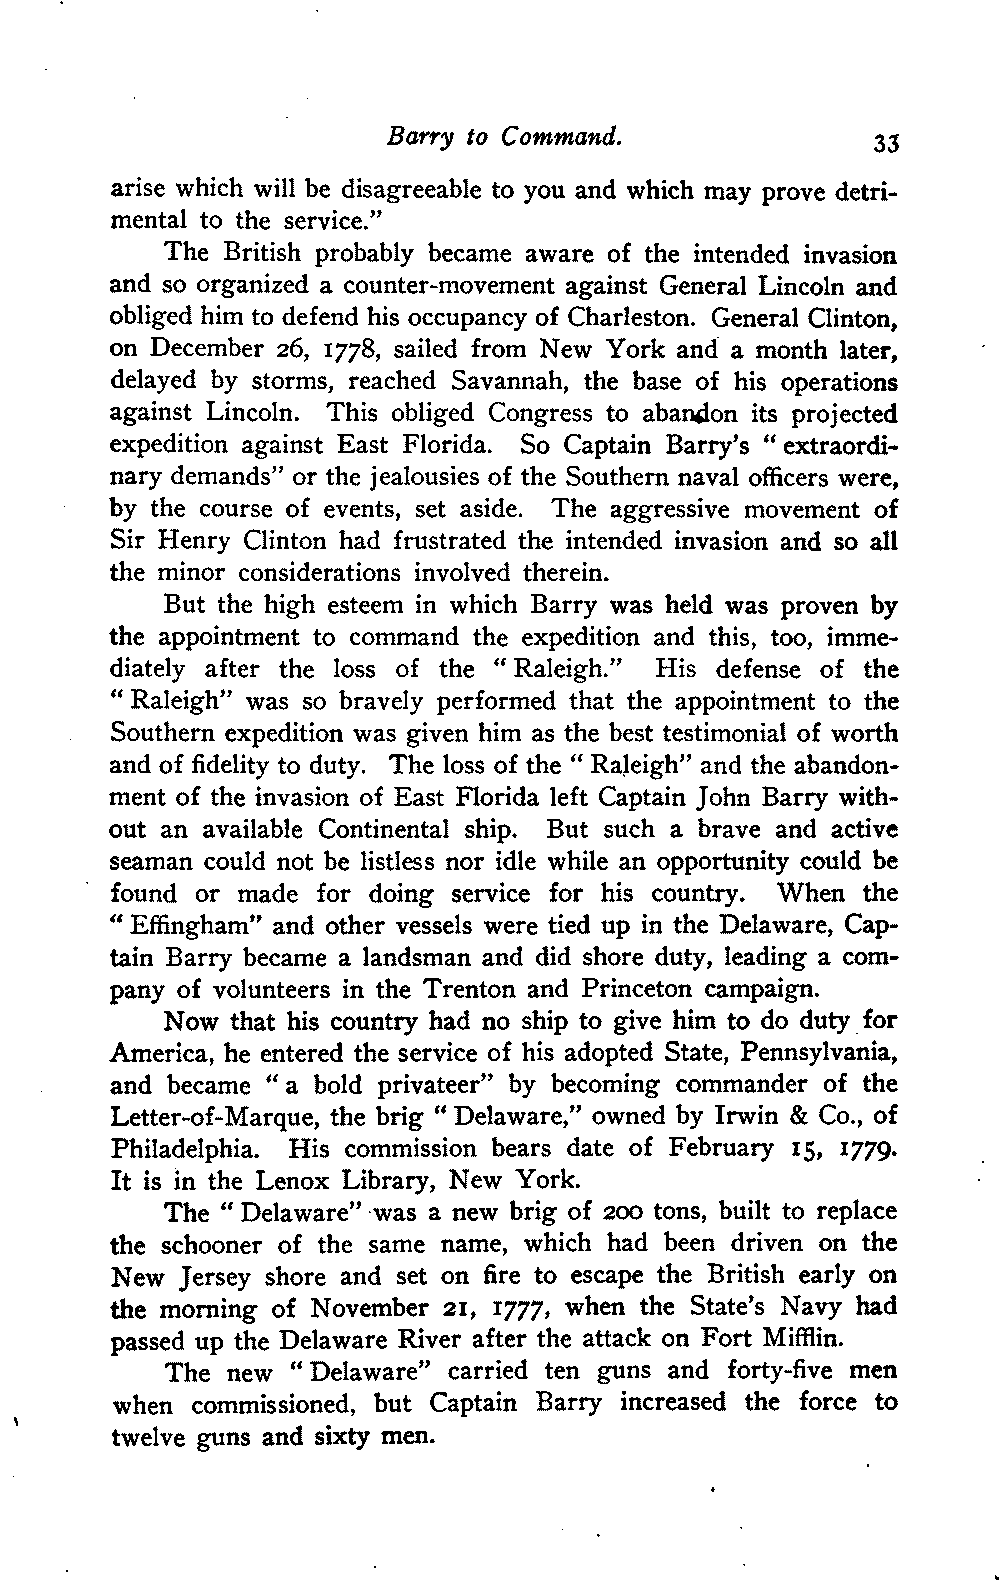 Barry to Command. 33
arise which will be disagreeable to you and which may prove detri-
mental to the service."
The British probably became aware of the intended invasion
and so organized a counter-movement against General Lincoln and
obliged him to defend his occupancy of Charleston. General Clinton,
on December 26, 1778, sailed from New York and a month later,
delayed by storms, reached Savannah, the base of his operations
against Lincoln. This obliged Congress to abandon its projected
expedition against East Florida. So Captain Barry's " extraordi-
nary demands" or the jealousies of the Southern naval officers were,
by the course of events, set aside. The aggressive movement of
Sir Henry Clinton had frustrated the intended invasion and so all
the minor considerations involved therein.
But the high esteem in which Barry was held was proven by
the appointment to command the expedition and this, too, imme-
diately after the loss of the " Raleigh." His defense of the
" Raleigh" was so bravely performed that the appointment to the
Southern expedition was given him as the best testimonial of worth
and of fidelity to duty. The loss of the " Raleigh" and the abandon-
ment of the invasion of East Florida left Captain John Barry with-
out an available Continental ship. But such a brave and active
seaman could not be listless nor idle while an opportunity could be
found or made for doing service for his country. When the
" Effingham" and other vessels were tied up in the Delaware, Cap-
tain Barry became a landsman and did shore duty, leading a com-
pany of volunteers in the Trenton and Princeton campaign.
Now that his country had no ship to give him to do duty for
America, he entered the service of his adopted State, Pennsylvania,
and became " a bold privateer" by becoming commander of the
Letter-of-Marque, the brig " Delaware," owned by Irwin & Co., of
Philadelphia. His commission bears date of February 15, 1779.
It is in the Lenox Library, New York.
The " Delaware" was a new brig of 200 tons, built to replace
the schooner of the same name, which had been driven on the
New Jersey shore and set on fire to escape the British early on
the morning of November 21, 1777, when the State's Navy had
passed up the Delaware River after the attack on Fort Mifflin.
The new " Delaware" carried ten guns and forty-five men
when commissioned, but Captain Barry increased the force to
twelve guns and sixty men.